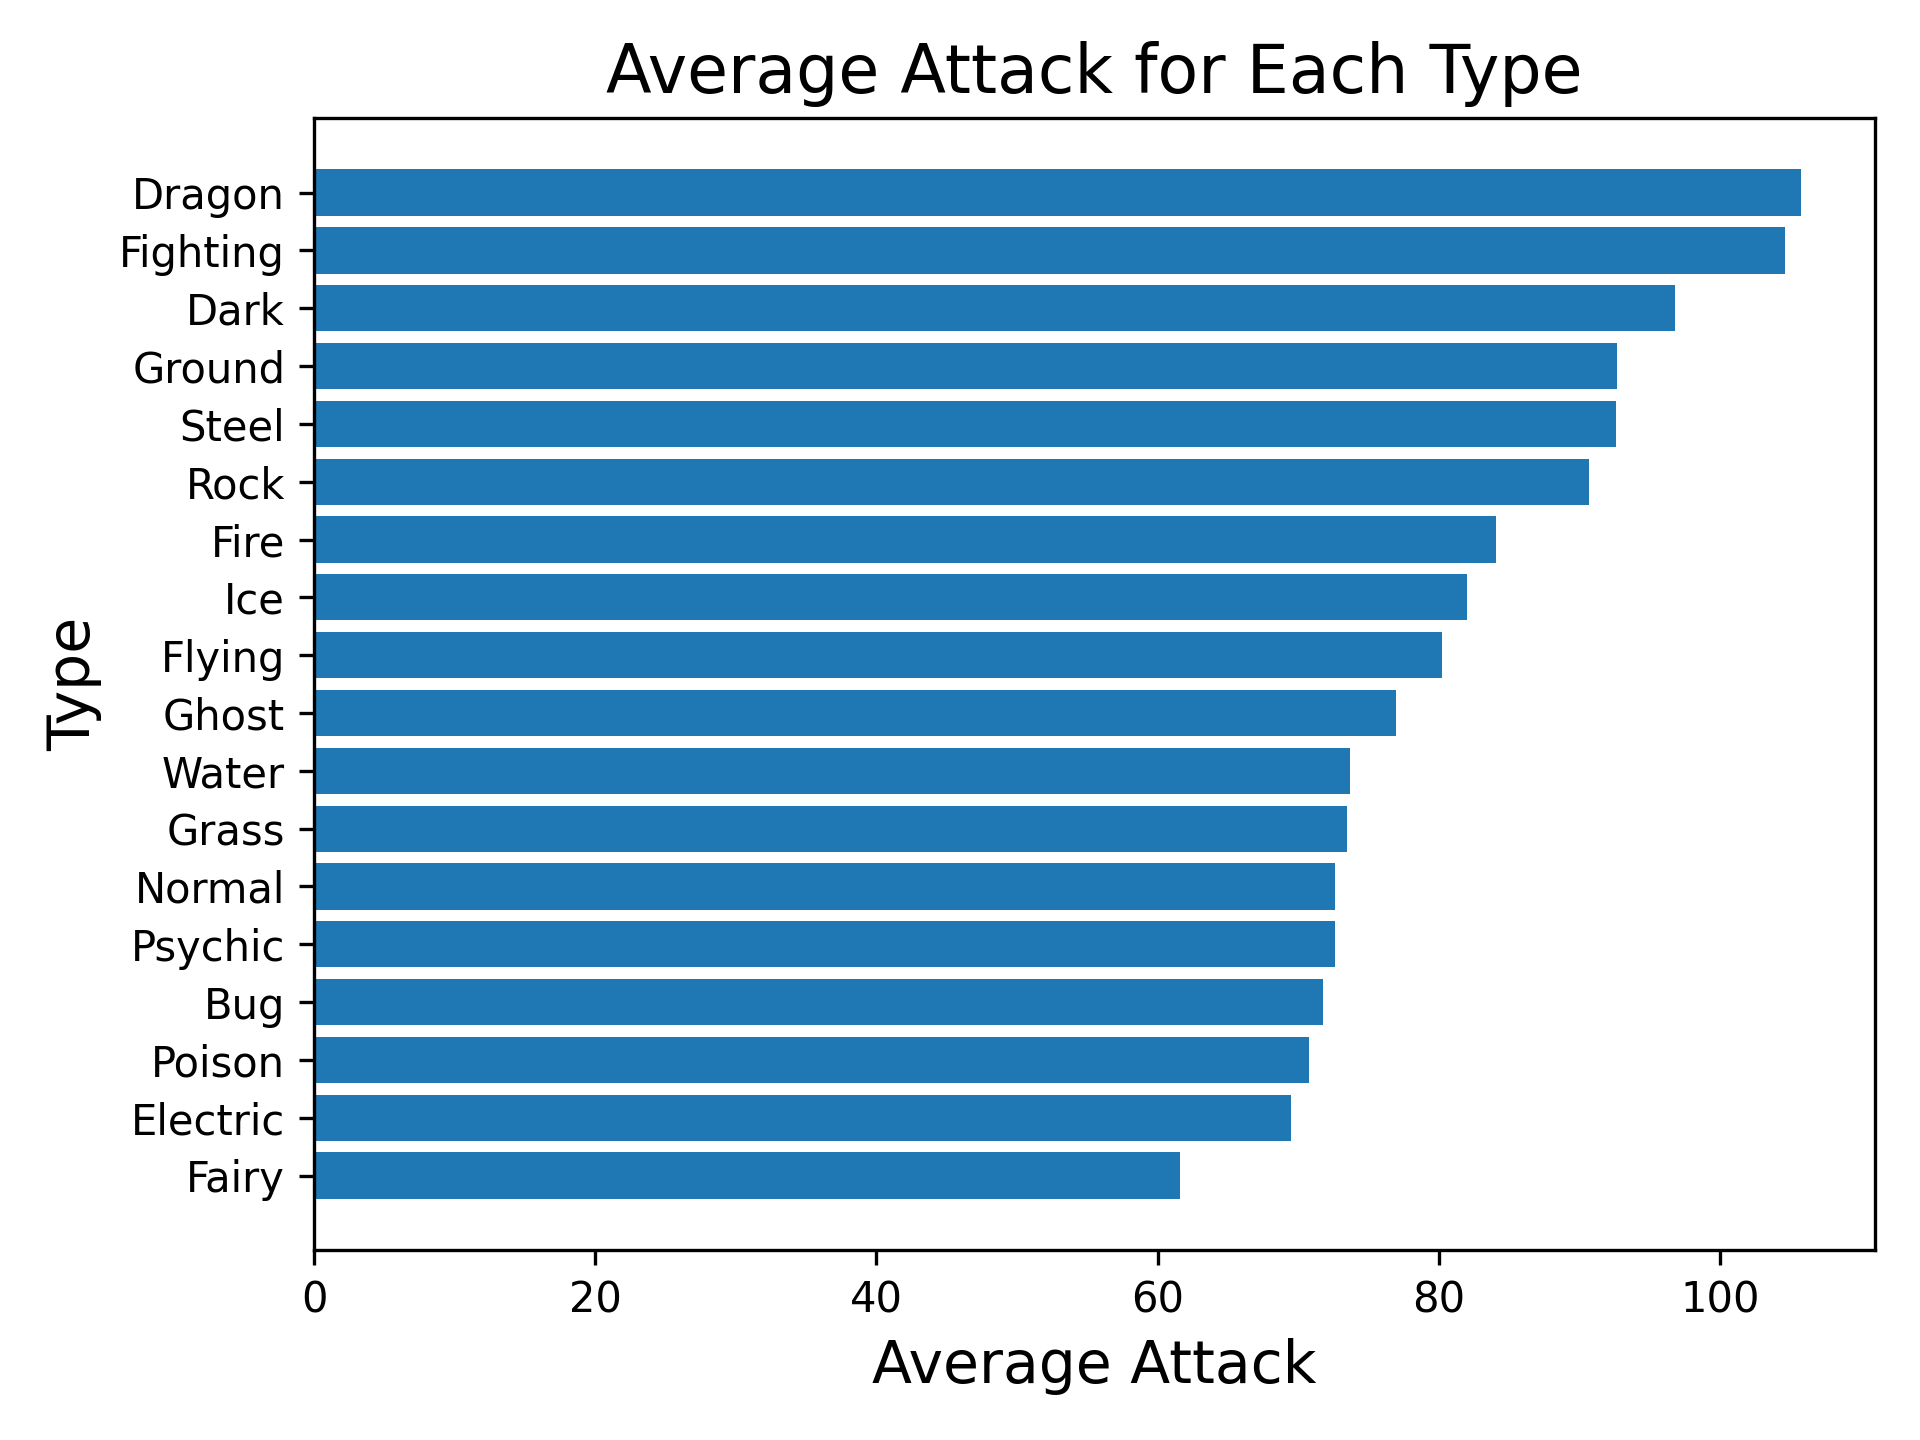 Average Attack for Each Type
Dragon
Fighting
Dark
Ground
Steel
Rock
Fire
Ice
Flying
Ghost
Water
Grass
Normal
Psychic
Bug
Poison
Electric
Fairy
Type
0 20 40 60 80 100
Average Attack